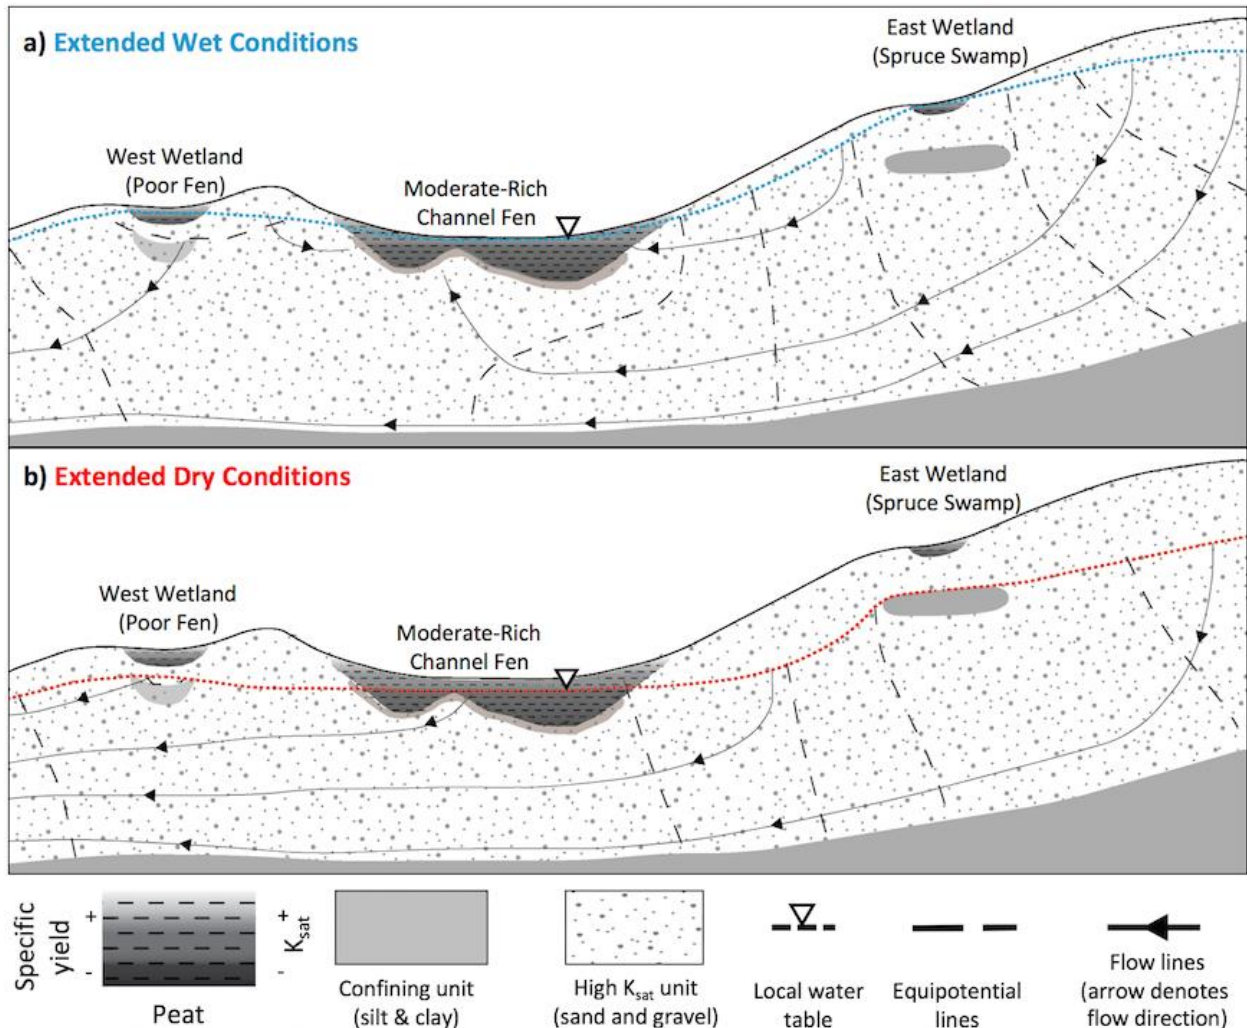 a) Extended Wet Conditions
East Wetland
(Spruce Swamp)
West Wetland
(Poor Fen)
Moderate-Rich
Channel Fen
b) Extended Dry Conditions
East Wetland
(Spruce Swamp)
West Wetland
(Poor Fen)
Moderate-Rich
Channel Fen
Specific
yield
+
-
+
-
Ksat
Peat
Confining unit
(silt & clay)
High Ksat unit
(sand and gravel)
Local water
table
Equipotential
lines
Flow lines
(arrow denotes
flow direction)